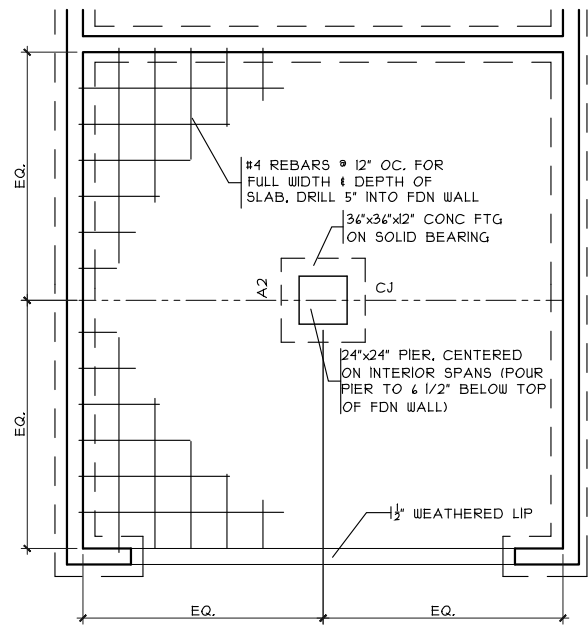 #4 REBARS @ 12" OC. FOR
FULL WIDTH & DEPTH OF
SLAB, DRILL 5" INTO FDN WALL
36"x36"x12" CONC FTG
ON SOLID BEARING
EQ.
A2
CJ
24"x24" PIER, CENTERED
ON INTERIOR SPANS (POUR
PIER TO 6 1/2" BELOW TOP
OF FDN WALL)
EQ.
1½" WEATHERED LIP
EQ.
EQ.